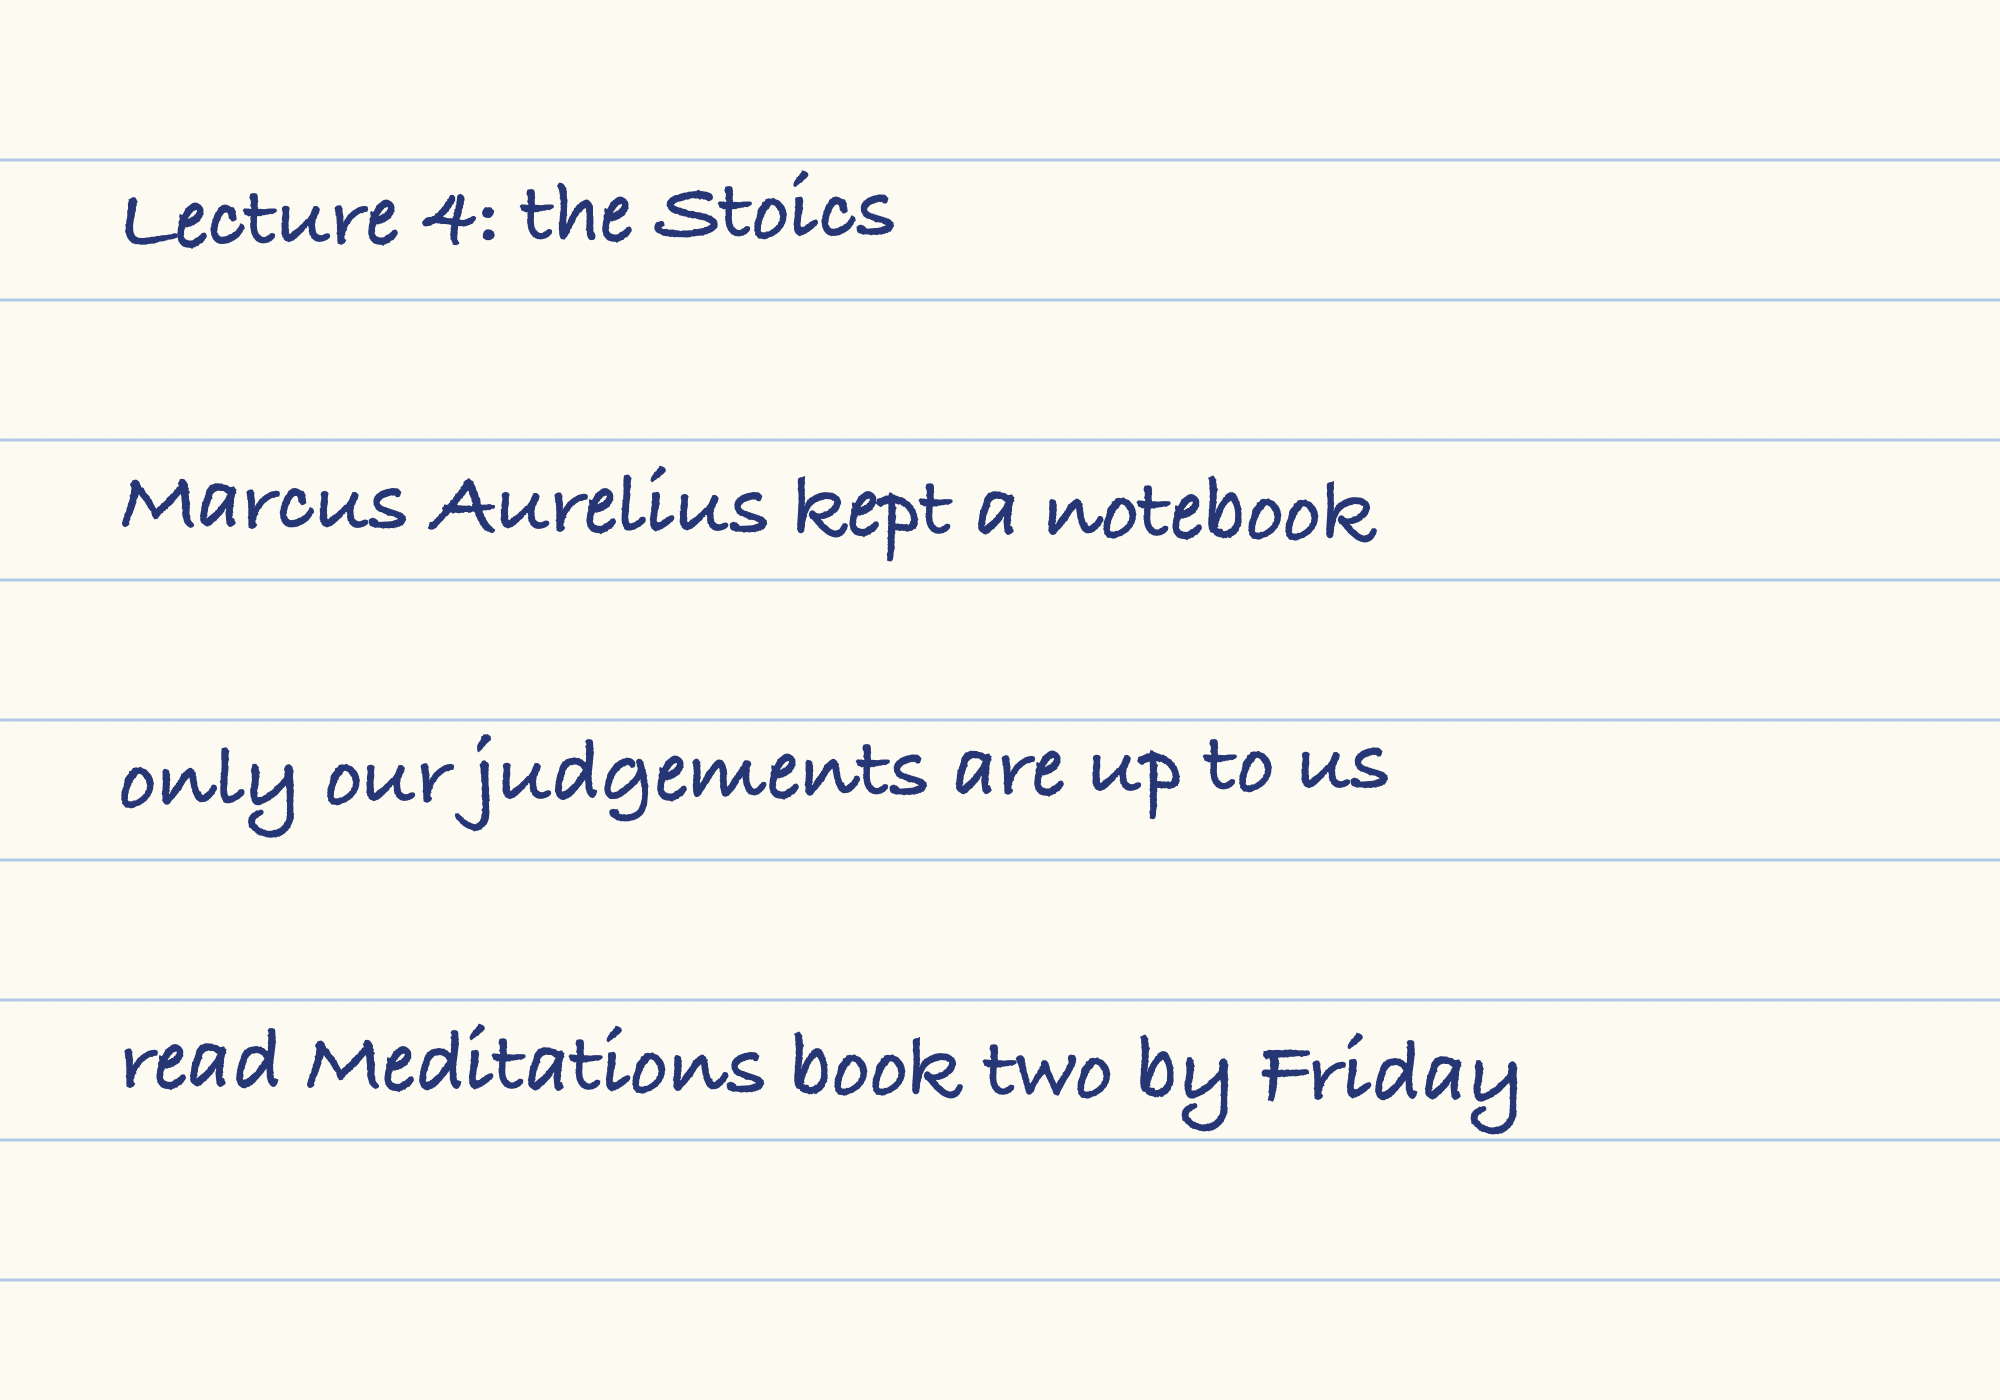 Lecture 4: the Stoics
Marcus Aurelius kept a notebook
only our judgements are up to us
read Meditations book two by Friday